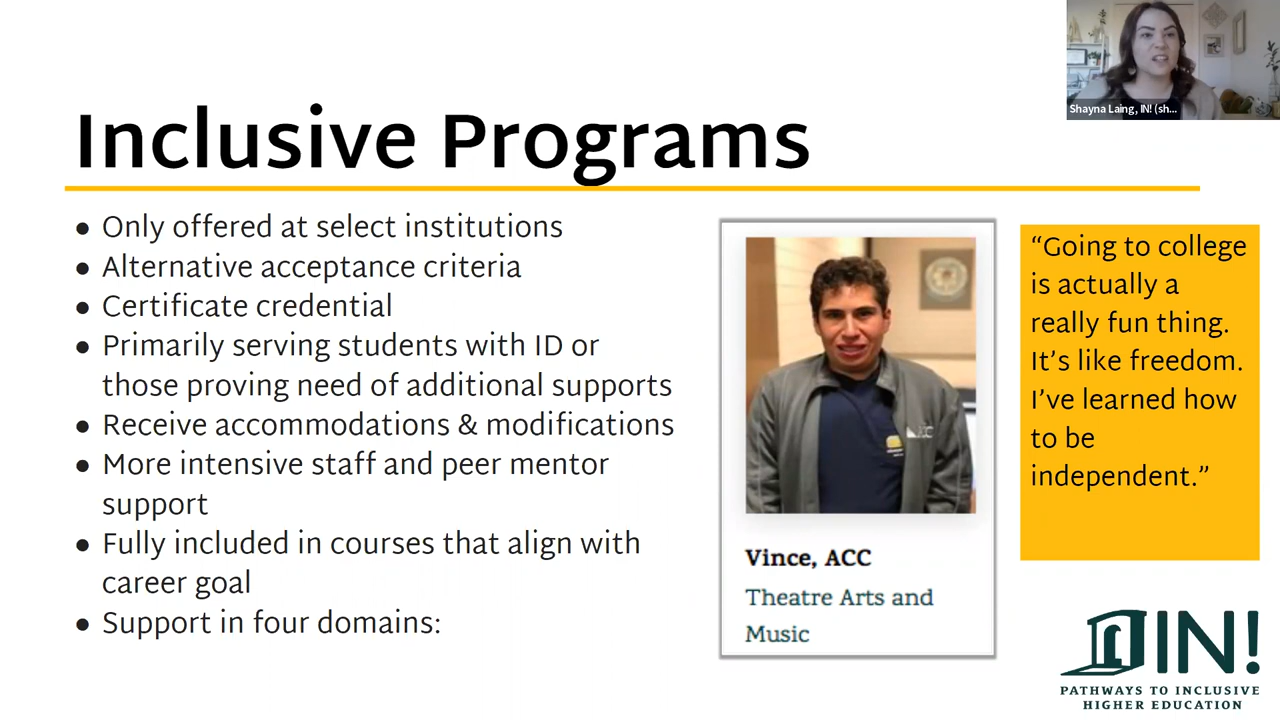 Shayna Laing, IN! (sh...
Inclusive Programs
● Only offered at select institutions
● Alternative acceptance criteria
● Certificate credential
● Primarily serving students with ID or
those proving need of additional supports
● Receive accommodations & modifications
● More intensive staff and peer mentor
support
● Fully included in courses that align with
career goal
● Support in four domains:
Vince, ACC
Theatre Arts and
Music
“Going to college
is actually a
really fun thing.
It’s like freedom.
I’ve learned how
to be
independent.”
IN!
PATHWAYS TO INCLUSIVE
HIGHER EDUCATION